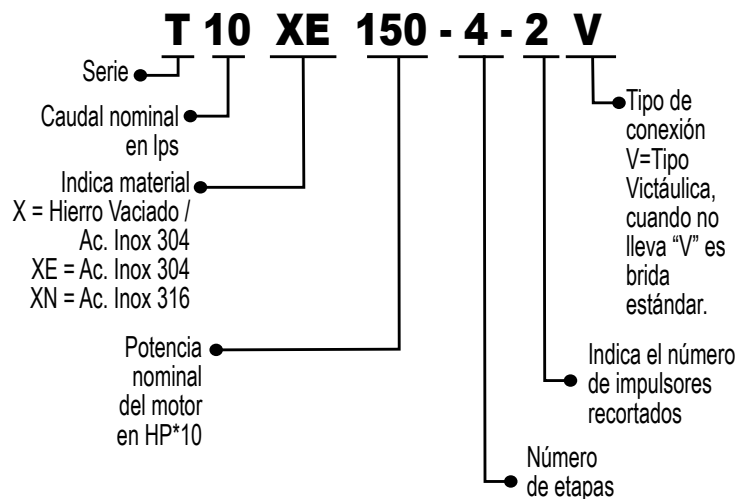 T 10 XE 150 - 4 - 2 V
Serie
Caudal nominal
en lps
Indica material
X = Hierro Vaciado /
Ac. Inox 304
XE = Ac. Inox 304
XN = Ac. Inox 316
Potencia
nominal
del motor
en HP*10
Tipo de
conexión
V=Tipo
Victáulica,
cuando no
lleva “V” es
brida
estándar.
Indica el número
de impulsores
recortados
Número
de etapas